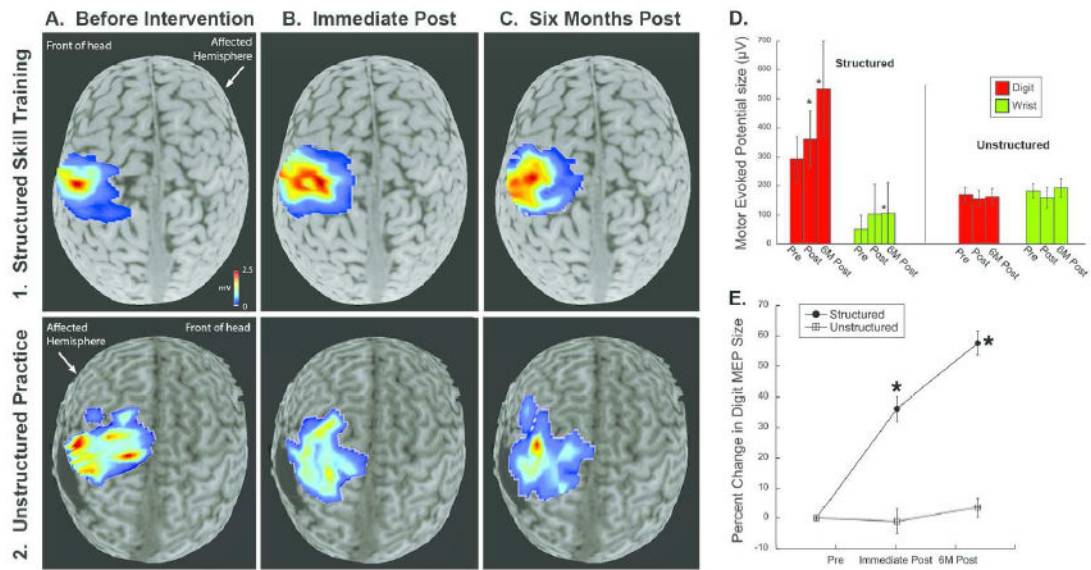 A. Before Intervention
B. Immediate Post
C. Six Months Post
1. Structured Skill Training
Front of head
Affected
Hemisphere
2.5
mV
0
2. Unstructured Practice
Affected
Hemisphere
Front of head
D.
Motor Evoked Potential size (µV)
700
600
500
400
300
200
100
0
Structured
Unstructured
Digit
Wrist
*
*
*
Pre
Post
6M Post
Pre
Post
6M Post
Pre
Post
6M Post
Pre
Post
6M Post
E.
Percent Change in Digit MEP Size
70
60
50
40
30
20
10
0
-10
Structured
Unstructured
*
*
Pre
Immediate Post
6M Post